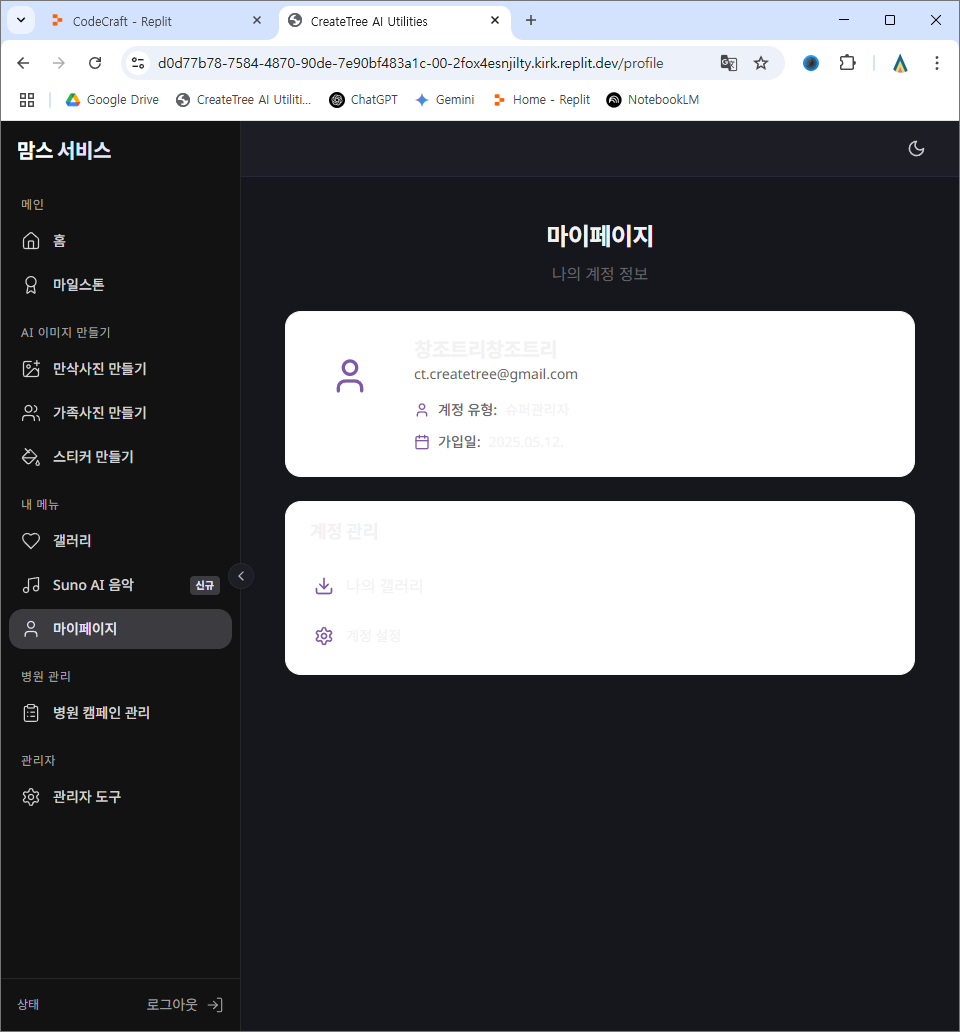 CodeCraft - Replit
CreateTree AI Utilities
d0d77b78-7584-4870-90de-7e90bf483a1c-00-2fox4esnjilty.kirk.replit.dev/profile
Google Drive
CreateTree AI Utiliti...
ChatGPT
Gemini
Home - Replit
NotebookLM
맘스 서비스
메인
홈
마일스톤
AI 이미지 만들기
만삭사진 만들기
가족사진 만들기
스티커 만들기
내 메뉴
갤러리
Suno AI 음악 신규
마이페이지
병원 관리
병원 캠페인 관리
관리자
관리자 도구
상태 로그아웃
마이페이지
나의 계정 정보
창조트리창조트리
ct.createtree@gmail.com
계정 유형: 슈퍼관리자
가입일: 2025.05.12.
계정 관리
나의 갤러리
계정 설정